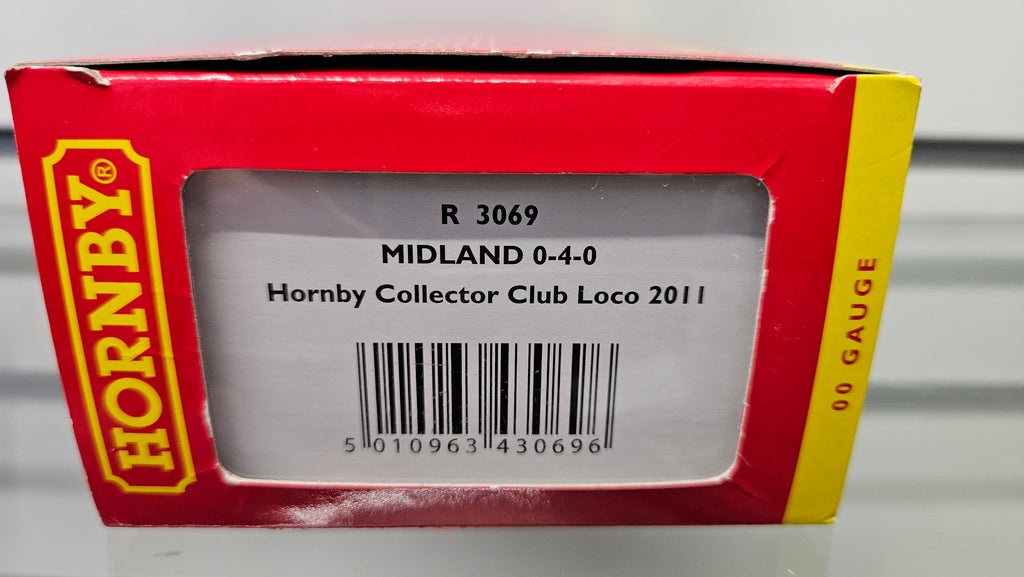 HORNBY®
R 3069
MIDLAND 0-4-0
Hornby Collector Club Loco 2011
5 010963 430696
00 GAUGE